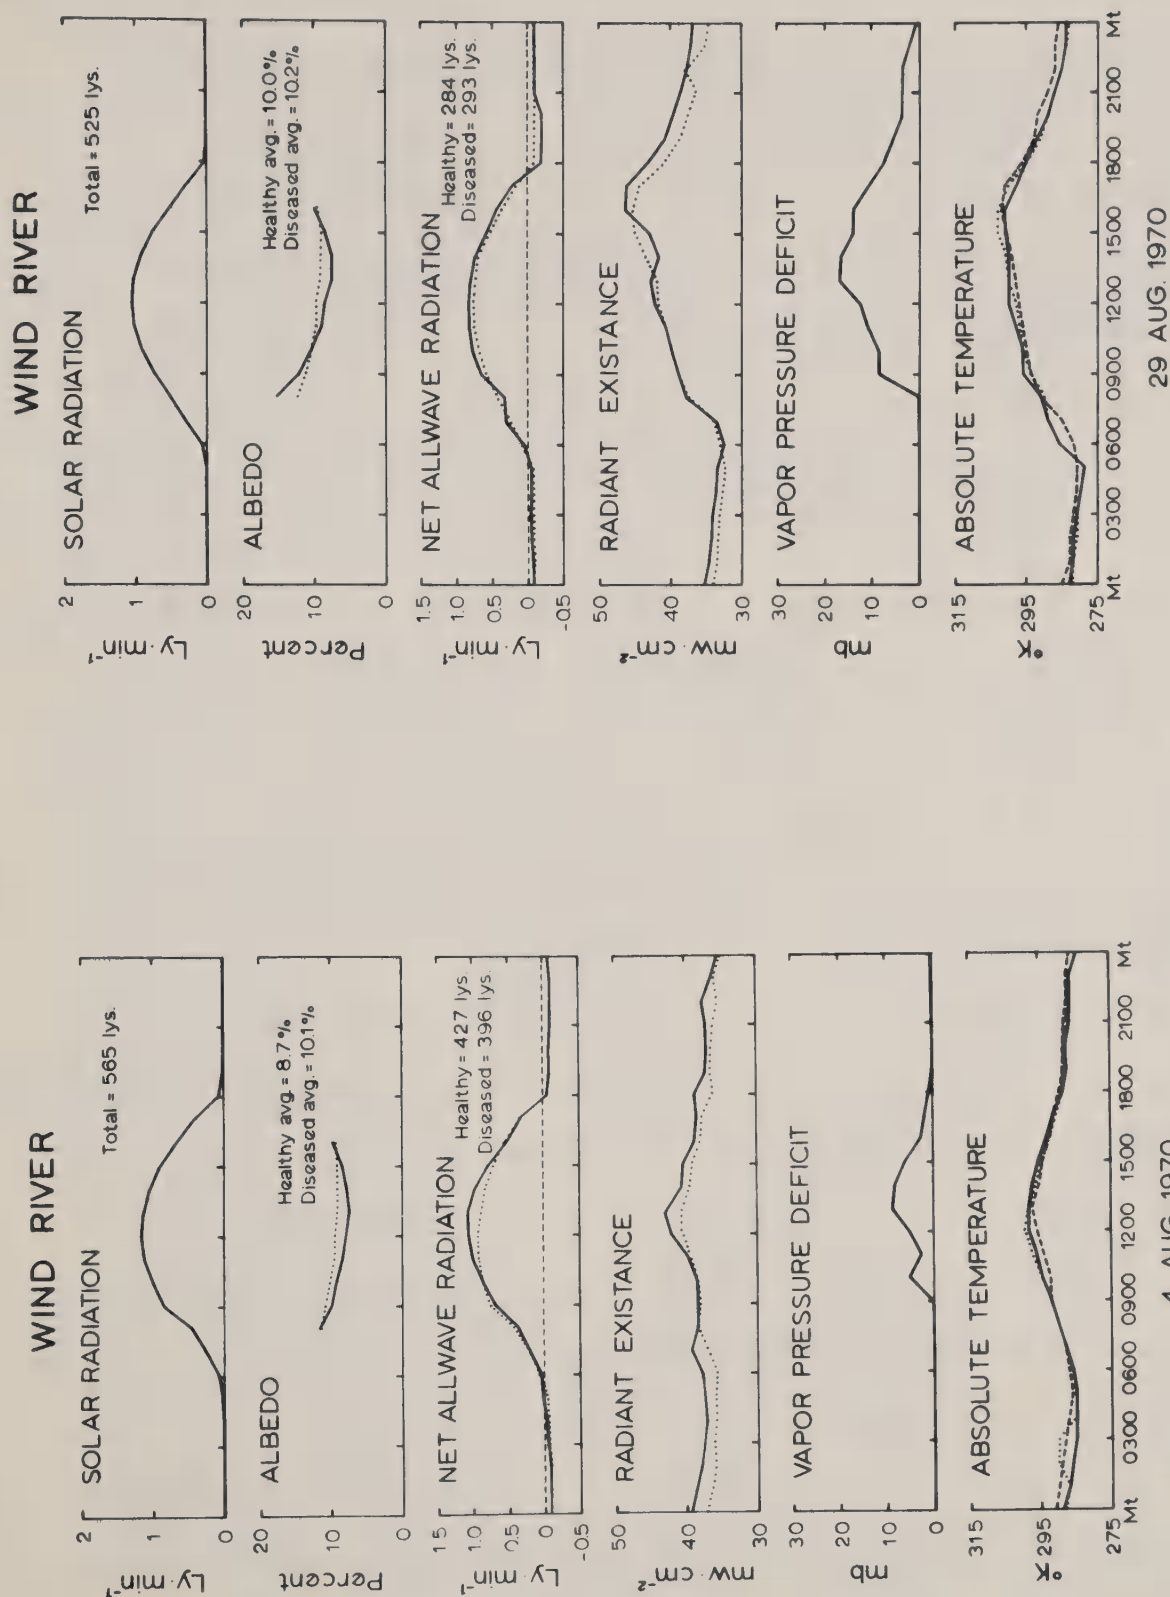 WIND RIVER
SOLAR RADIATION
Total = 565 lys.
2
1
0
Ly·min⁻¹
ALBEDO
Healthy avg. = 8.7%
Diseased avg. = 10.1%
20
10
0
Percent
NET ALLWAVE RADIATION
Healthy = 427 lys.
Diseased = 396 lys.
1.5
1.0
0.5
0
-0.5
Ly·min⁻¹
RADIANT EXISTANCE
50
40
30
mw·cm⁻²
VAPOR PRESSURE DEFICIT
30
20
10
0
mb
ABSOLUTE TEMPERATURE
315
295
275
°K
Mt 0300 0600 0900 1200 1500 1800 2100 Mt
4 AUG 1970
WIND RIVER
SOLAR RADIATION
Total = 525 lys.
2
1
0
Ly·min⁻¹
ALBEDO
Healthy avg. = 10.0%
Diseased avg. = 10.2%
20
10
0
Percent
NET ALLWAVE RADIATION
Healthy = 284 lys.
Diseased = 293 lys.
1.5
1.0
0.5
0
-0.5
Ly·min⁻¹
RADIANT EXISTANCE
50
40
30
mw·cm⁻²
VAPOR PRESSURE DEFICIT
30
20
10
0
mb
ABSOLUTE TEMPERATURE
315
295
275
°K
Mt 0300 0600 0900 1200 1500 1800 2100 Mt
29 AUG. 1970